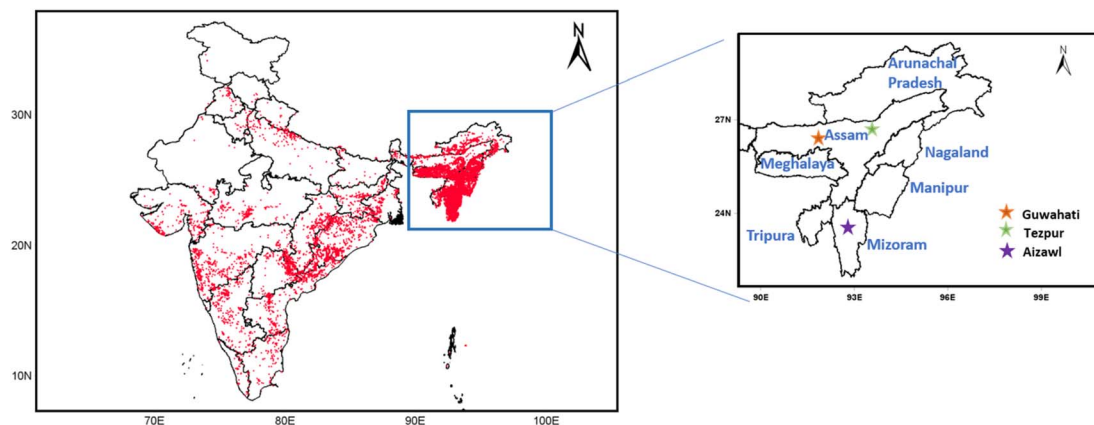 N
30N
20N
10N
70E
80E
90E
100E
N
Arunachal
Pradesh
27N
Assam
Meghalaya
Nagaland
Manipur
24N
Tripura
Mizoram
Guwahati
Tezpur
Aizawl
90E
93E
96E
99E